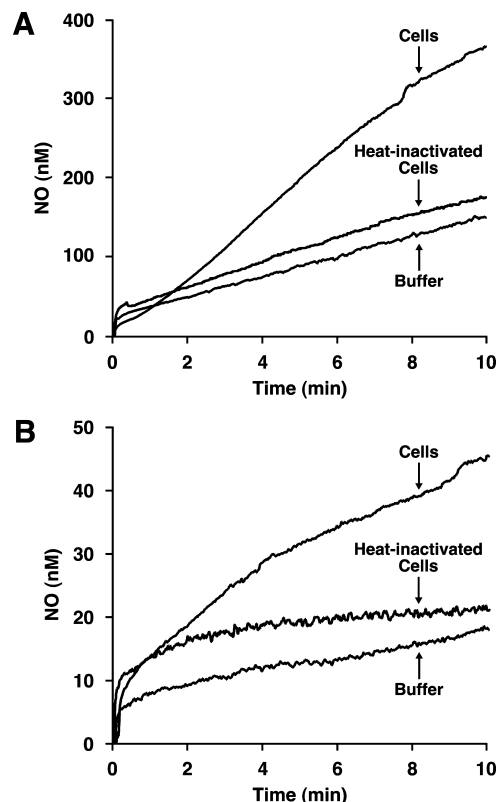 A
400
300
200
100
0
NO (nM)
Cells
Heat-inactivated
Cells
Buffer
0 2 4 6 8 10
Time (min)
B
50
40
30
20
10
0
NO (nM)
Cells
Heat-inactivated
Cells
Buffer
0 2 4 6 8 10
Time (min)